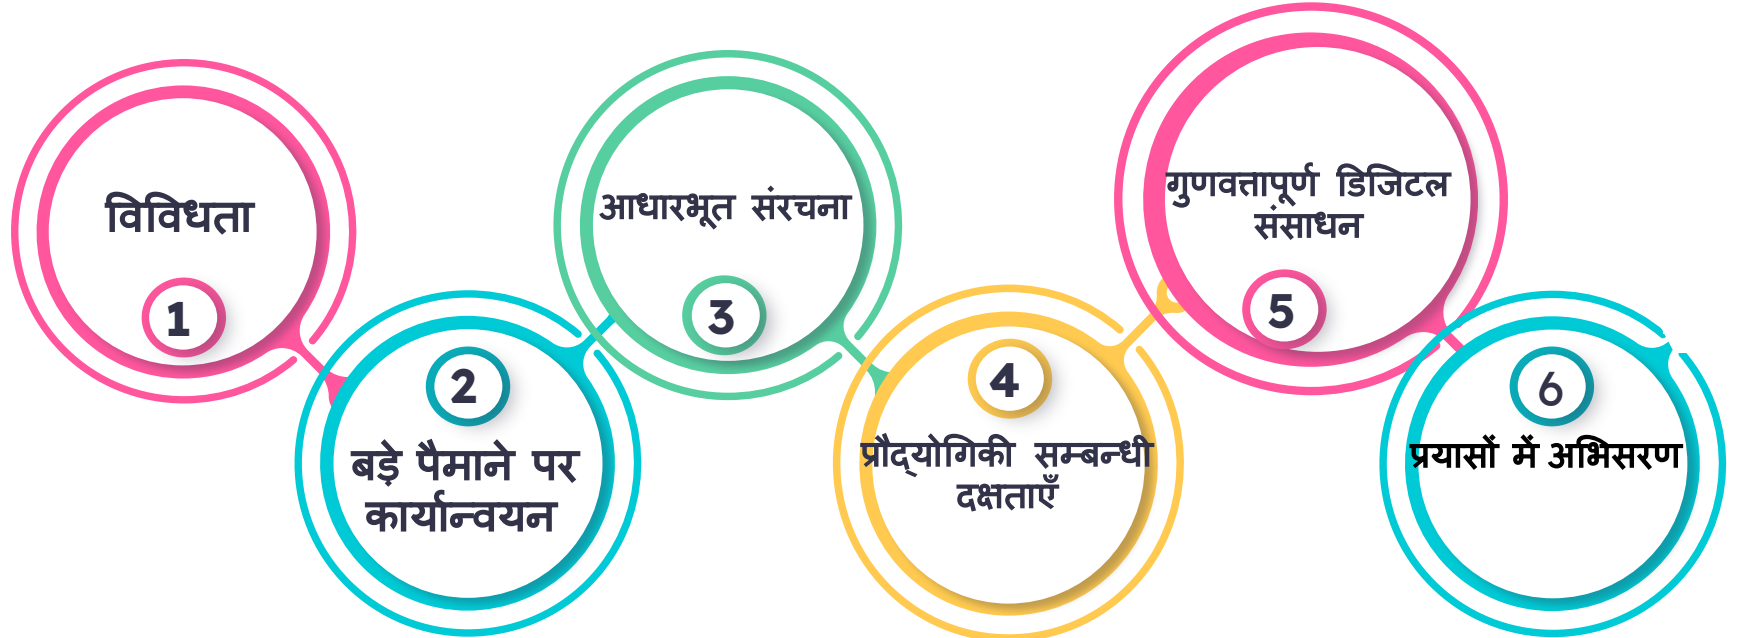 विविधता
1
2
बड़े पैमाने पर
कार्यान्वयन
आधारभूत संरचना
3
4
प्रौद्योगिकी सम्बन्धी
दक्षताएँ
गुणवत्तापूर्ण डिजिटल
संसाधन
5
6
प्रयासों में अभिसरण